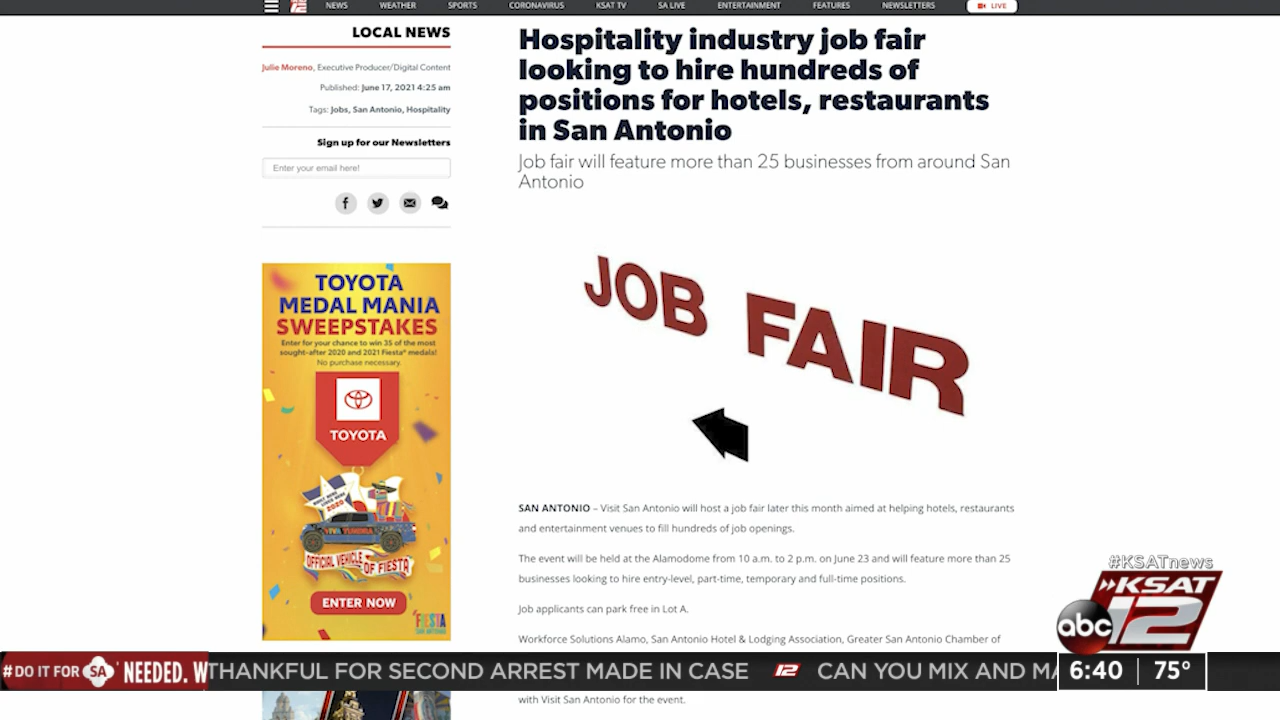 NEWS WEATHER SPORTS CORONAVIRUS KSAT TV SA LIVE ENTERTAINMENT FEATURES NEWSLETTERS LIVE
LOCAL NEWS
Julie Moreno, Executive Producer/Digital Content
Published: June 17, 2021 4:25 am
Tags: Jobs, San Antonio, Hospitality
Sign up for our Newsletters
Enter your email here!
TOYOTA
MEDAL MANIA
SWEEPSTAKES
Enter for your chance to win 35 of the most
sought-after 2020 and 2021 Fiesta® medals!
No purchase necessary.
TOYOTA
2020
VIVA TUNDRA
OFFICIAL VEHICLE OF FIESTA
ENTER NOW
FIESTA
SAN ANTONIO
Hospitality industry job fair
looking to hire hundreds of
positions for hotels, restaurants
in San Antonio
Job fair will feature more than 25 businesses from around San
Antonio
JOB FAIR
SAN ANTONIO – Visit San Antonio will host a job fair later this month aimed at helping hotels, restaurants
and entertainment venues to fill hundreds of job openings.
The event will be held at the Alamodome from 10 a.m. to 2 p.m. on June 23 and will feature more than 25
businesses looking to hire entry-level, part-time, temporary and full-time positions.
Job applicants can park free in Lot A.
Workforce Solutions Alamo, San Antonio Hotel & Lodging Association, Greater San Antonio Chamber of
with Visit San Antonio for the event.
#KSATnews
KSAT
abc 12
#DO IT FOR SA NEEDED. W THANKFUL FOR SECOND ARREST MADE IN CASE 12 CAN YOU MIX AND MA
6:40 75°